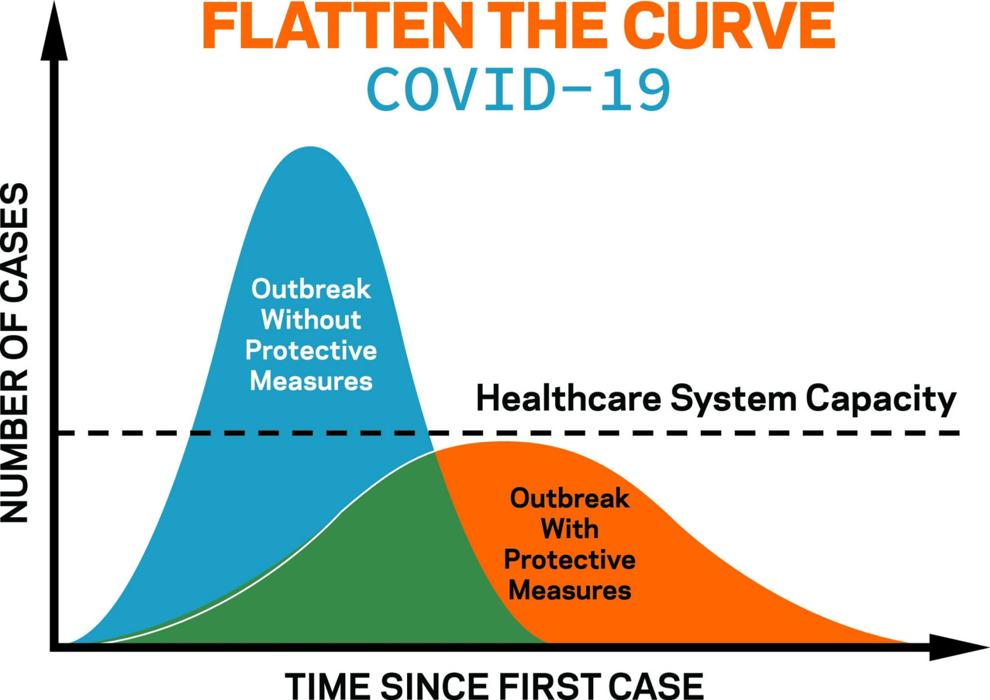 FLATTEN THE CURVE
COVID-19
NUMBER OF CASES
Outbreak
Without
Protective
Measures
Healthcare System Capacity
Outbreak
With
Protective
Measures
TIME SINCE FIRST CASE